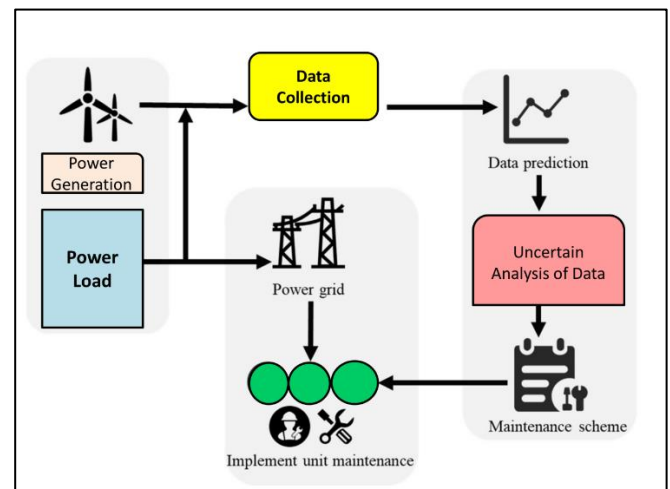 Data
Collection
Power
Generation
Data prediction
Power
Load
Uncertain
Analysis of Data
Power grid
Maintenance scheme
Implement unit maintenance